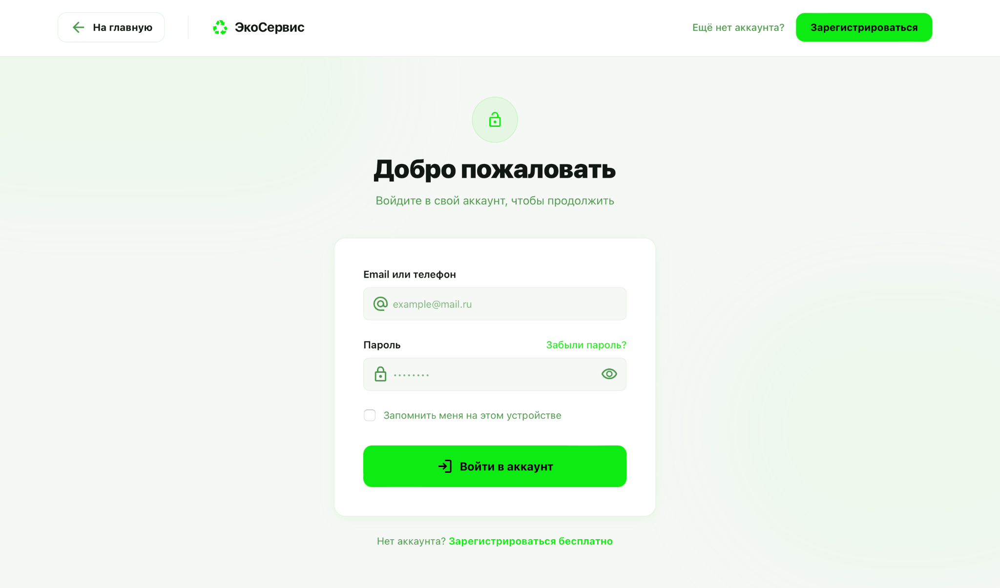 На главную
ЭкоСервис
Ещё нет аккаунта?
Зарегистрироваться
Добро пожаловать
Войдите в свой аккаунт, чтобы продолжить
Email или телефон
example@mail.ru
Пароль
Забыли пароль?
••••••••
Запомнить меня на этом устройстве
Войти в аккаунт
Нет аккаунта? Зарегистрироваться бесплатно